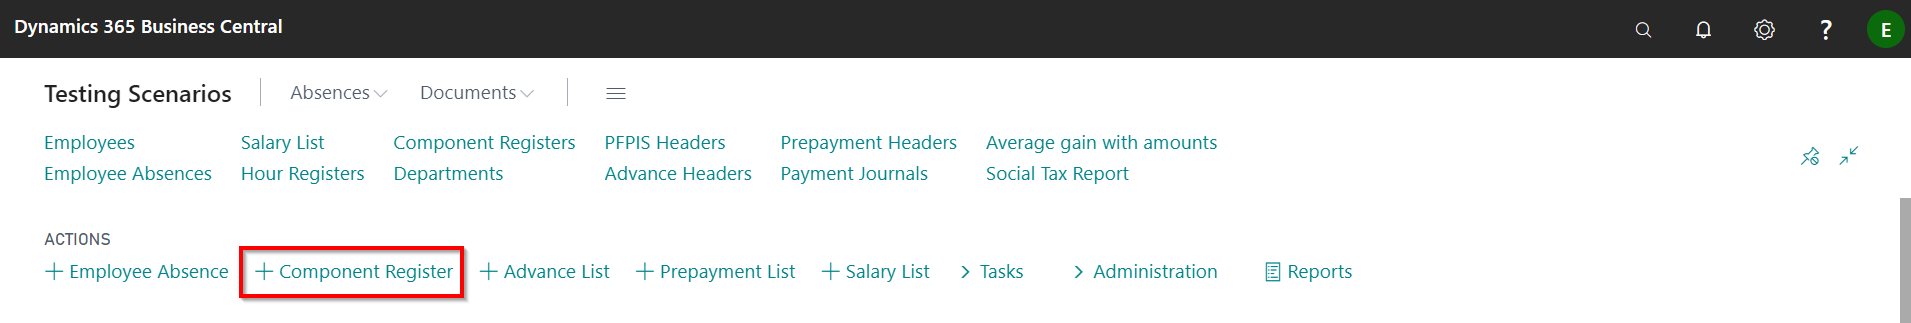 Dynamics 365 Business Central
?
E
Testing Scenarios Absences Documents
Employees Salary List Component Registers PFPIS Headers Prepayment Headers Average gain with amounts
Employee Absences Hour Registers Departments Advance Headers Payment Journals Social Tax Report
ACTIONS
+ Employee Absence + Component Register + Advance List + Prepayment List + Salary List > Tasks > Administration Reports